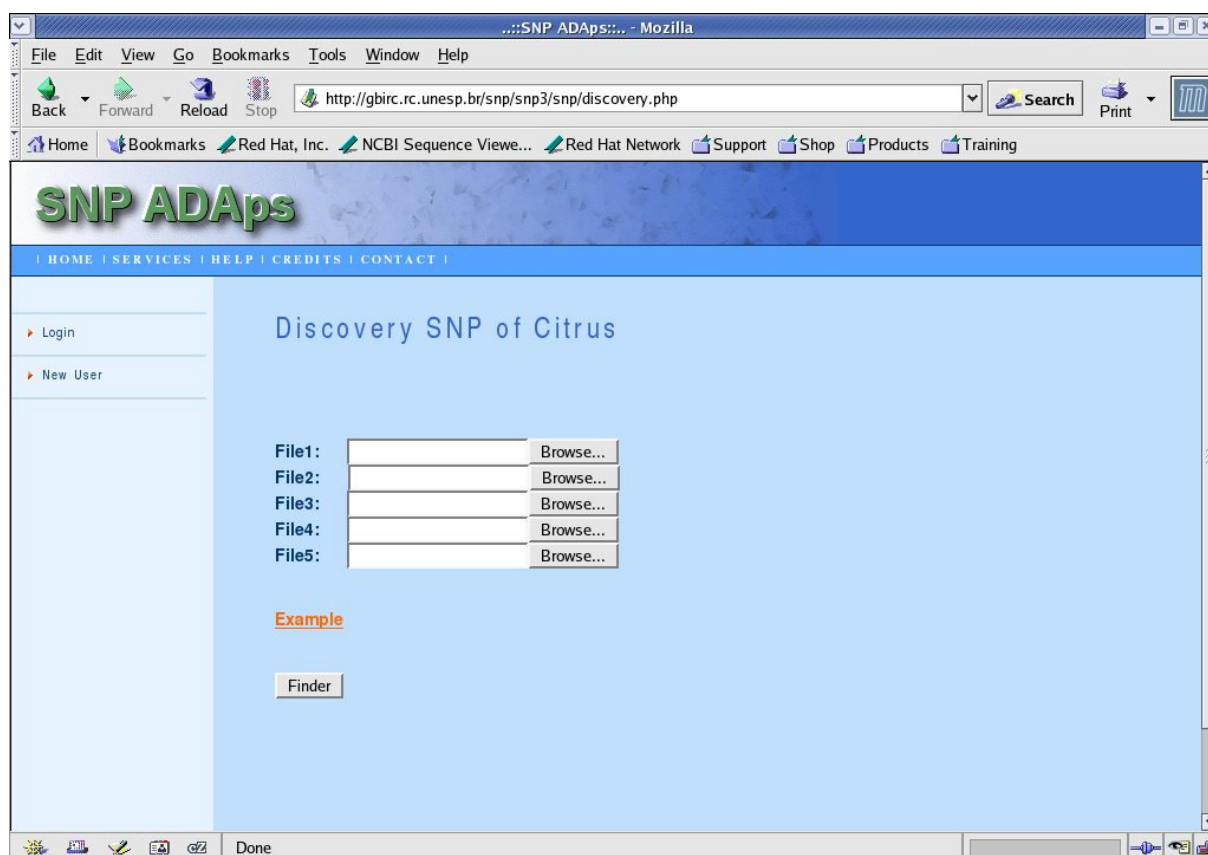 ..::SNP ADAps::.. - Mozilla
File Edit View Go Bookmarks Tools Window Help
Back Forward Reload Stop http://gbirc.rc.unesp.br/snp/snp3/snp/discovery.php Search Print
Home Bookmarks Red Hat, Inc. NCBI Sequence Viewe... Red Hat Network Support Shop Products Training
SNP ADAps
| HOME | SERVICES | HELP | CREDITS | CONTACT |
Login
New User
Discovery SNP of Citrus
File1: Browse...
File2: Browse...
File3: Browse...
File4: Browse...
File5: Browse...
Example
Finder
Done